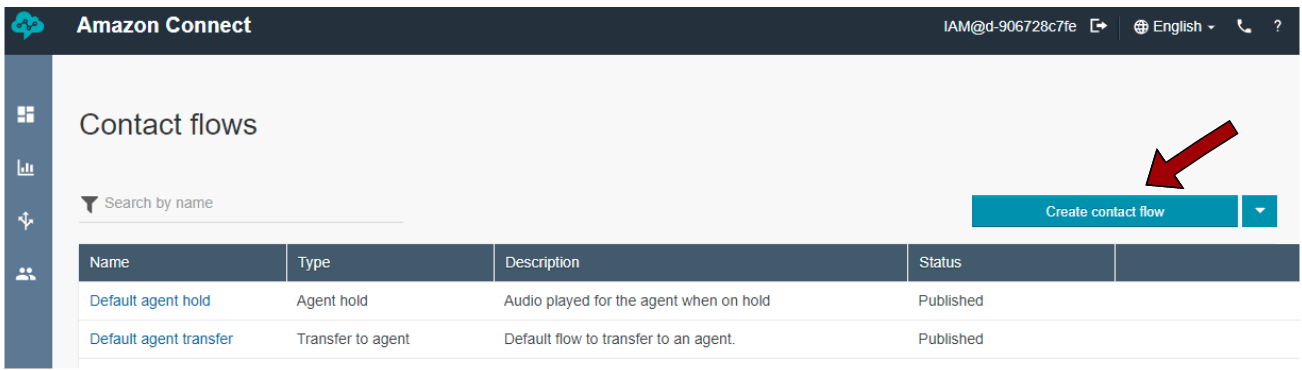 Amazon Connect IAM@d-906728c7fe English ?
Contact flows
Search by name
Create contact flow
Name Type Description Status
Default agent hold Agent hold Audio played for the agent when on hold Published
Default agent transfer Transfer to agent Default flow to transfer to an agent. Published